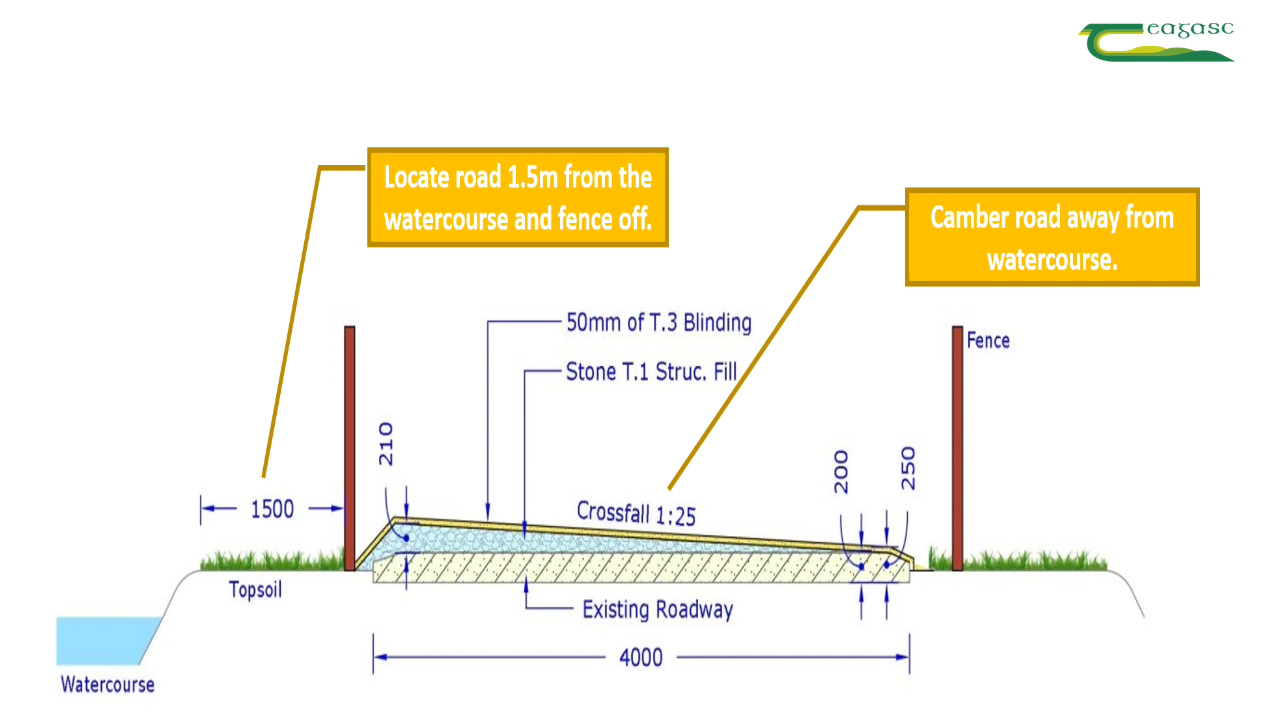 Teagasc
Locate road 1.5m from the
watercourse and fence off.
Camber road away from
watercourse.
50mm of T.3 Blinding
Fence
Stone T.1 Struc. Fill
210
200
250
1500
Crossfall 1:25
Topsoil
Existing Roadway
4000
Watercourse